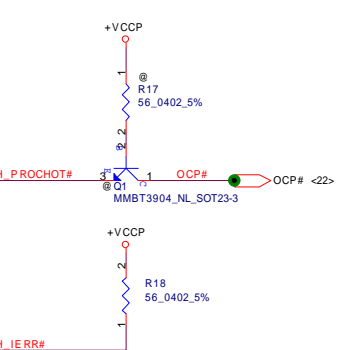 +VCCP
1
@
R17
56_0402_5%
2
2
B
H_PROCHOT#
3
E
1
OCP#
OCP# <22>
@
Q1
C
MMBT3904_NL_SOT23-3
+VCCP
2
R18
56_0402_5%
1
H_IERR#